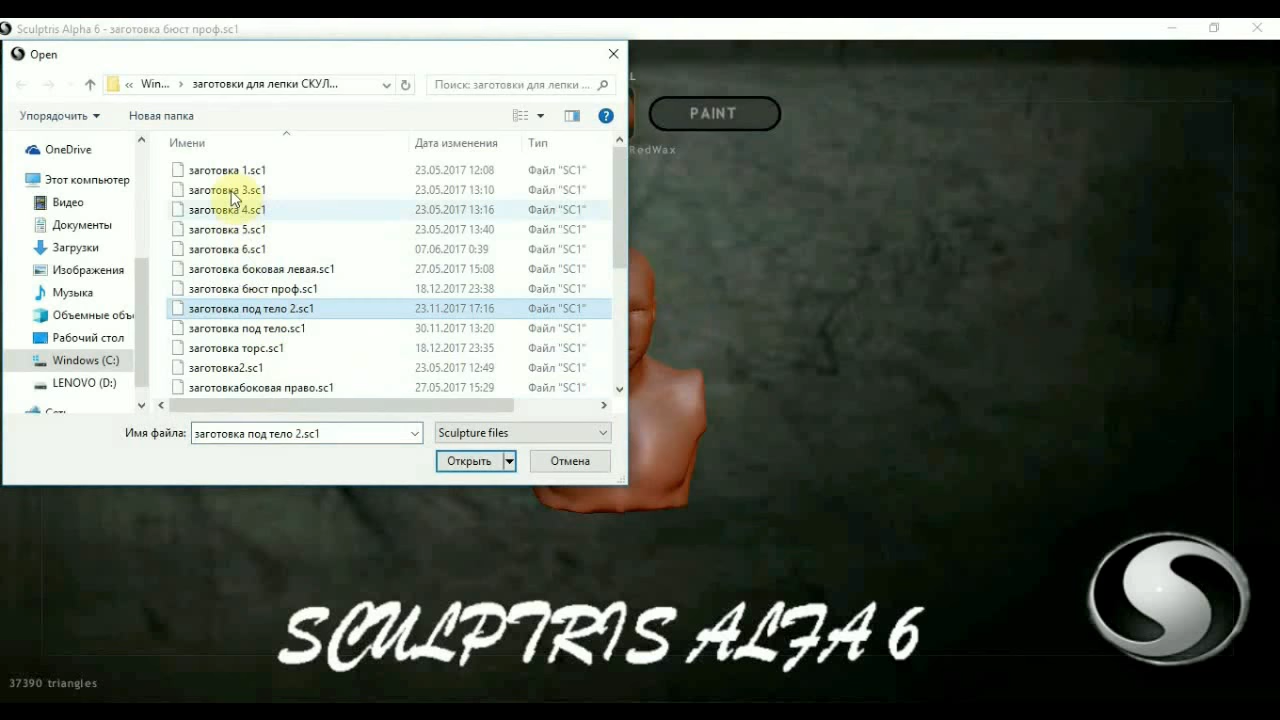 Sculptris Alpha 6 - заготовка бюст проф.sc1
Open
« Win... › заготовки для лепки СКУЛ...
Поиск: заготовки для лепки ...
Упорядочить
Новая папка
PAINT
RedWax
L
Имени
Дата изменения
Тип
OneDrive
Этот компьютер
Видео
Документы
Загрузки
Изображения
Музыка
Объемные объе
Рабочий стол
Windows (C:)
LENOVO (D:)
Сеть
заготовка 1.sc1 23.05.2017 12:08 Файл "SC1"
заготовка 3.sc1 23.05.2017 13:10 Файл "SC1"
заготовка 4.sc1 23.05.2017 13:16 Файл "SC1"
заготовка 5.sc1 23.05.2017 13:40 Файл "SC1"
заготовка 6.sc1 07.06.2017 0:39 Файл "SC1"
заготовка боковая левая.sc1 27.05.2017 15:08 Файл "SC1"
заготовка бюст проф.sc1 18.12.2017 23:38 Файл "SC1"
заготовка под тело 2.sc1 23.11.2017 17:16 Файл "SC1"
заготовка под тело.sc1 30.11.2017 13:20 Файл "SC1"
заготовка торс.sc1 18.12.2017 23:35 Файл "SC1"
заготовка2.sc1 23.05.2017 12:49 Файл "SC1"
заготовкабоковая право.sc1 27.05.2017 15:29 Файл "SC1"
Имя файла: заготовка под тело 2.sc1
Sculpture files
Открыть
Отмена
SCULPTRIS ALFA 6
37390 triangles